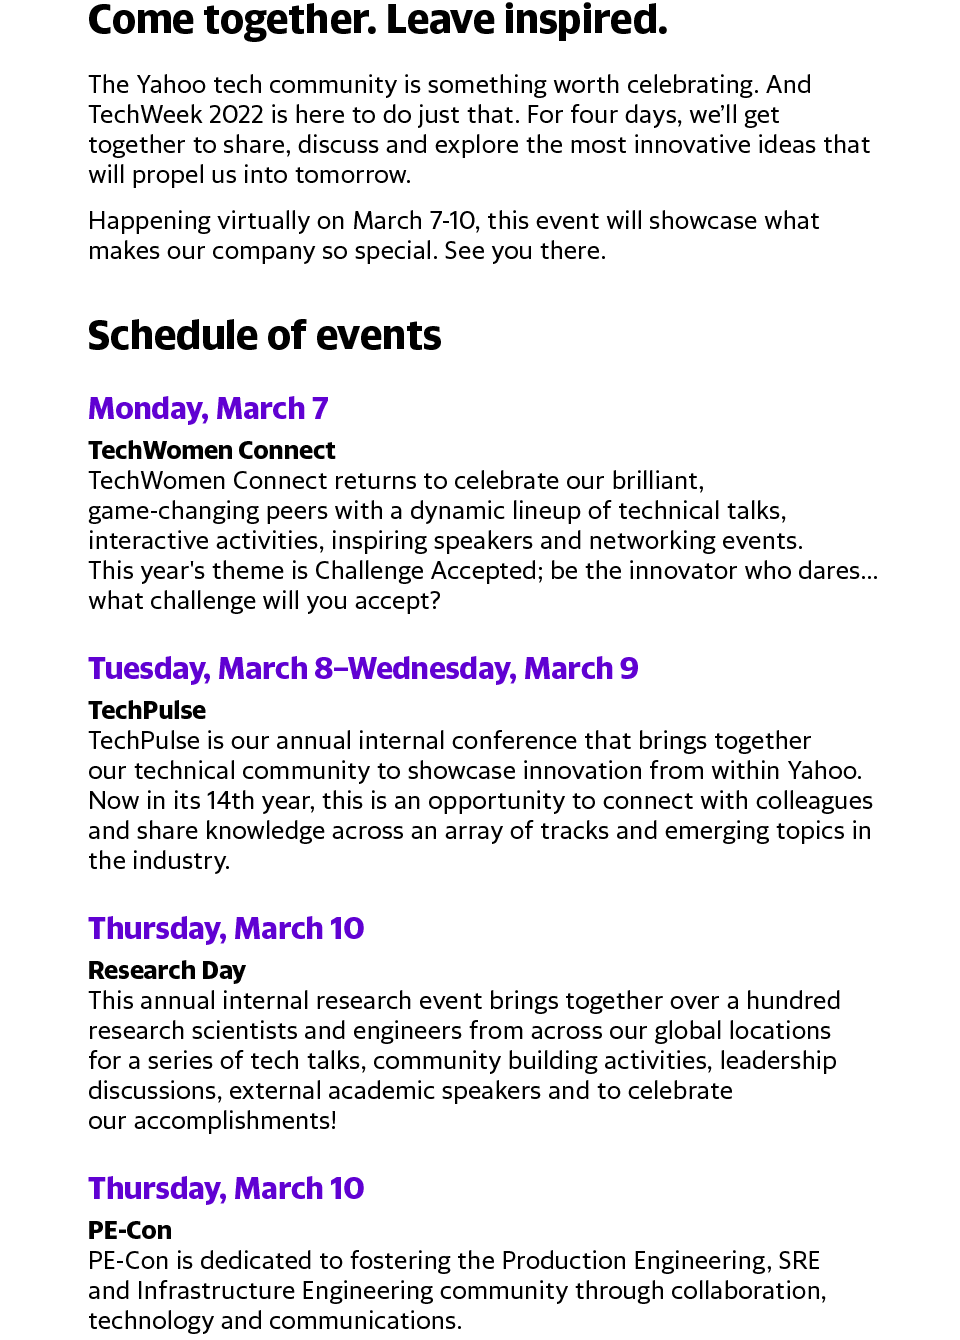 Come together. Leave inspired.
The Yahoo tech community is something worth celebrating. And
TechWeek 2022 is here to do just that. For four days, we’ll get
together to share, discuss and explore the most innovative ideas that
will propel us into tomorrow.
Happening virtually on March 7-10, this event will showcase what
makes our company so special. See you there.
Schedule of events
Monday, March 7
TechWomen Connect
TechWomen Connect returns to celebrate our brilliant,
game-changing peers with a dynamic lineup of technical talks,
interactive activities, inspiring speakers and networking events.
This year's theme is Challenge Accepted; be the innovator who dares...
what challenge will you accept?
Tuesday, March 8–Wednesday, March 9
TechPulse
TechPulse is our annual internal conference that brings together
our technical community to showcase innovation from within Yahoo.
Now in its 14th year, this is an opportunity to connect with colleagues
and share knowledge across an array of tracks and emerging topics in
the industry.
Thursday, March 10
Research Day
This annual internal research event brings together over a hundred
research scientists and engineers from across our global locations
for a series of tech talks, community building activities, leadership
discussions, external academic speakers and to celebrate
our accomplishments!
Thursday, March 10
PE-Con
PE-Con is dedicated to fostering the Production Engineering, SRE
and Infrastructure Engineering community through collaboration,
technology and communications.